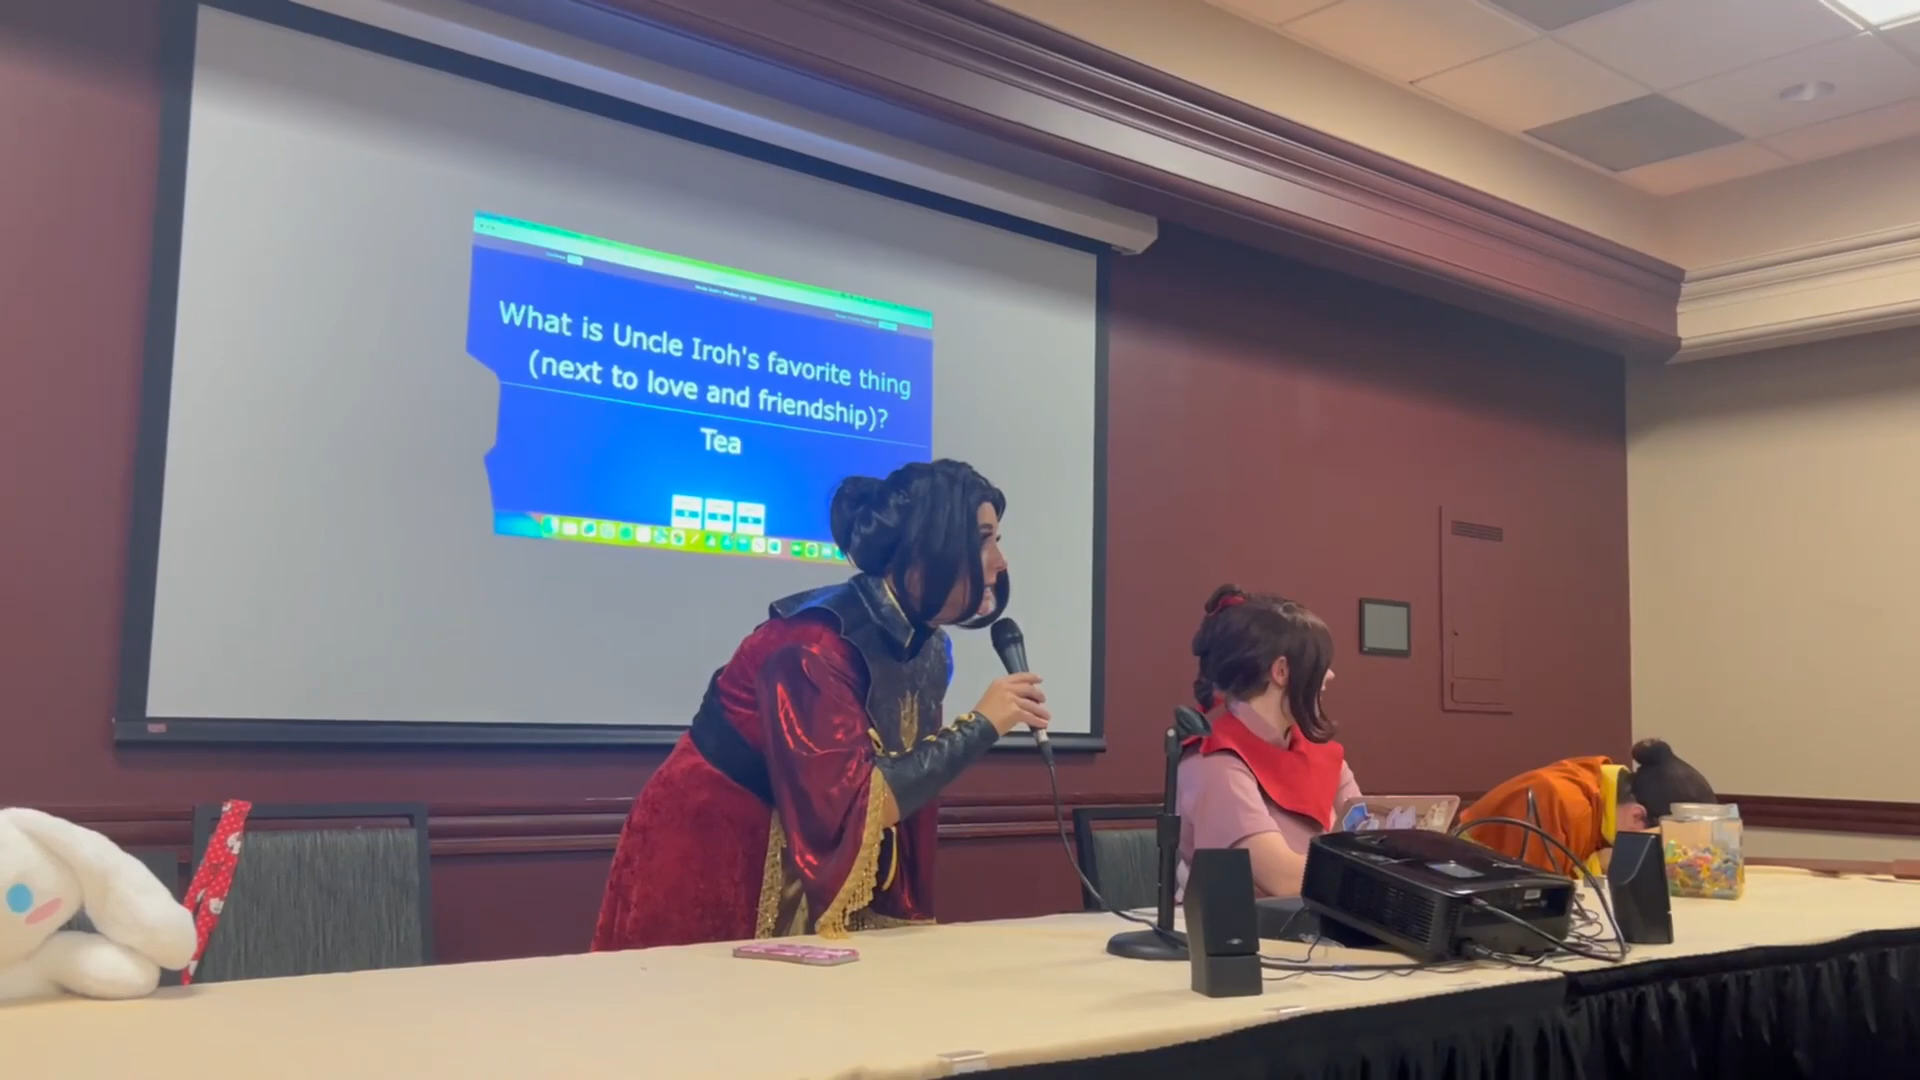 What is Uncle Iroh's favorite thing
(next to love and friendship)?
Tea